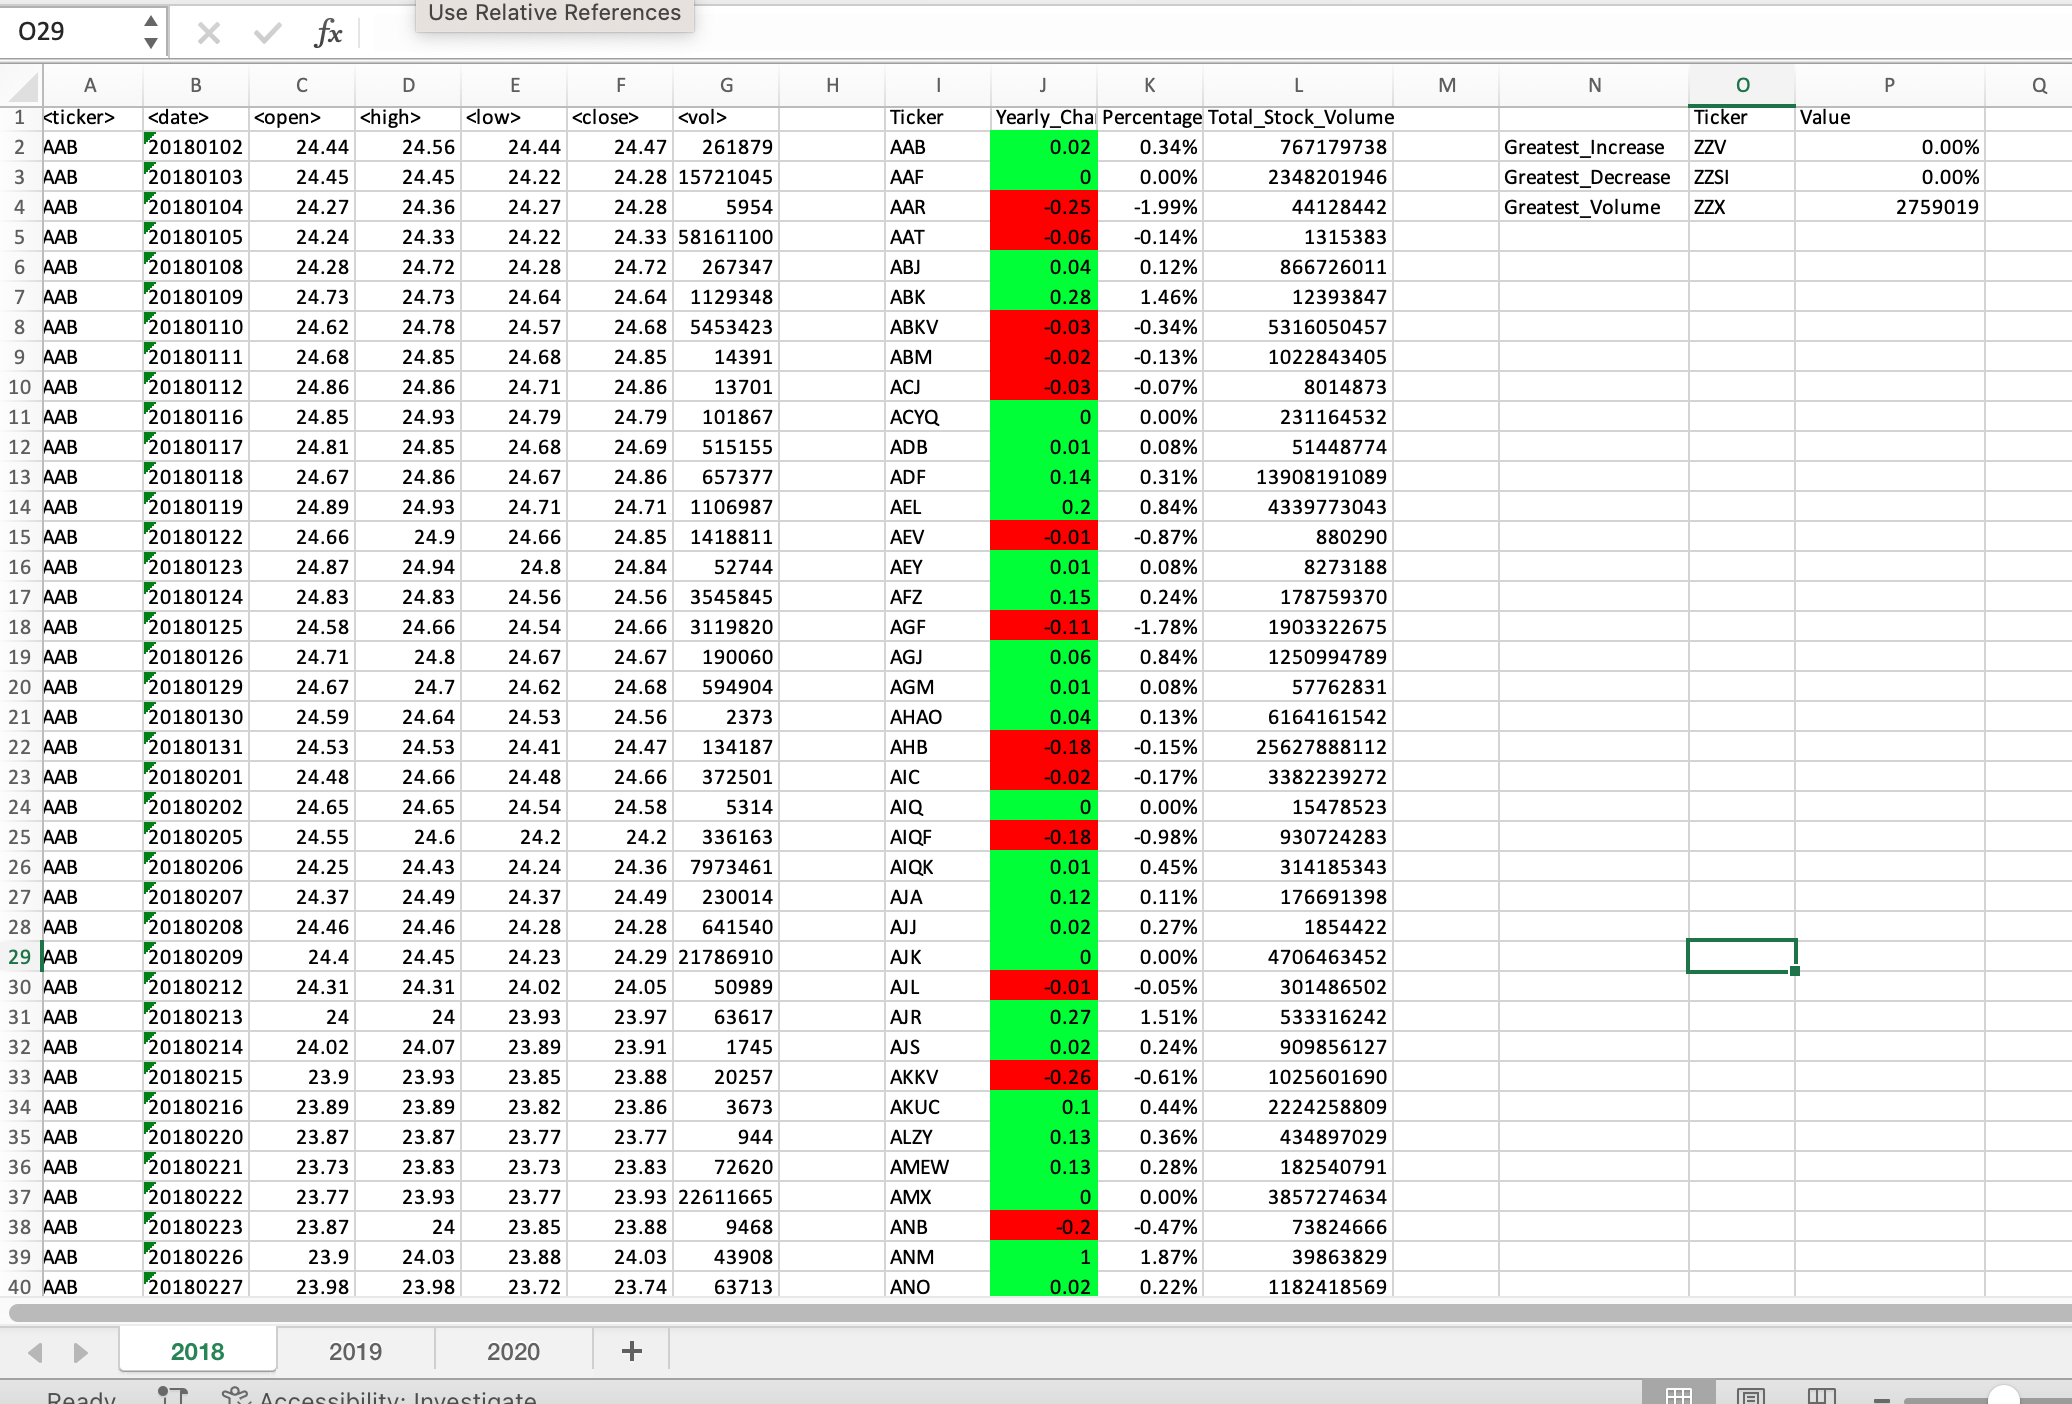 Use Relative References
O29 fx
A B C D E F G H I J K L M N O P Q
1 <ticker> <date> <open> <high> <low> <close> <vol> Ticker Yearly_Cha Percentage Total_Stock_Volume Ticker Value
2 AAB 20180102 24.44 24.56 24.44 24.47 261879 AAB 0.02 0.34% 767179738 Greatest_Increase ZZV 0.00%
3 AAB 20180103 24.45 24.45 24.22 24.28 15721045 AAF 0 0.00% 2348201946 Greatest_Decrease ZZSI 0.00%
4 AAB 20180104 24.27 24.36 24.27 24.28 5954 AAR -0.25 -1.99% 44128442 Greatest_Volume ZZX 2759019
5 AAB 20180105 24.24 24.33 24.22 24.33 58161100 AAT -0.06 -0.14% 1315383
6 AAB 20180108 24.28 24.72 24.28 24.72 267347 ABJ 0.04 0.12% 866726011
7 AAB 20180109 24.73 24.73 24.64 24.64 1129348 ABK 0.28 1.46% 12393847
8 AAB 20180110 24.62 24.78 24.57 24.68 5453423 ABKV -0.03 -0.34% 5316050457
9 AAB 20180111 24.68 24.85 24.68 24.85 14391 ABM -0.02 -0.13% 1022843405
10 AAB 20180112 24.86 24.86 24.71 24.86 13701 ACJ -0.03 -0.07% 8014873
11 AAB 20180116 24.85 24.93 24.79 24.79 101867 ACYQ 0 0.00% 231164532
12 AAB 20180117 24.81 24.85 24.68 24.69 515155 ADB 0.01 0.08% 51448774
13 AAB 20180118 24.67 24.86 24.67 24.86 657377 ADF 0.14 0.31% 13908191089
14 AAB 20180119 24.89 24.93 24.71 24.71 1106987 AEL 0.2 0.84% 4339773043
15 AAB 20180122 24.66 24.9 24.66 24.85 1418811 AEV -0.01 -0.87% 880290
16 AAB 20180123 24.87 24.94 24.8 24.84 52744 AEY 0.01 0.08% 8273188
17 AAB 20180124 24.83 24.83 24.56 24.56 3545845 AFZ 0.15 0.24% 178759370
18 AAB 20180125 24.58 24.66 24.54 24.66 3119820 AGF -0.11 -1.78% 1903322675
19 AAB 20180126 24.71 24.8 24.67 24.67 190060 AGJ 0.06 0.84% 1250994789
20 AAB 20180129 24.67 24.7 24.62 24.68 594904 AGM 0.01 0.08% 57762831
21 AAB 20180130 24.59 24.64 24.53 24.56 2373 AHAO 0.04 0.13% 6164161542
22 AAB 20180131 24.53 24.53 24.41 24.47 134187 AHB -0.18 -0.15% 25627888112
23 AAB 20180201 24.48 24.66 24.48 24.66 372501 AIC -0.02 -0.17% 3382239272
24 AAB 20180202 24.65 24.65 24.54 24.58 5314 AIQ 0 0.00% 15478523
25 AAB 20180205 24.55 24.6 24.2 24.2 336163 AIQF -0.18 -0.98% 930724283
26 AAB 20180206 24.25 24.43 24.24 24.36 7973461 AIQK 0.01 0.45% 314185343
27 AAB 20180207 24.37 24.49 24.37 24.49 230014 AJA 0.12 0.11% 176691398
28 AAB 20180208 24.46 24.46 24.28 24.28 641540 AJJ 0.02 0.27% 1854422
29 AAB 20180209 24.4 24.45 24.23 24.29 21786910 AJK 0 0.00% 4706463452
30 AAB 20180212 24.31 24.31 24.02 24.05 50989 AJL -0.01 -0.05% 301486502
31 AAB 20180213 24 24 23.93 23.97 63617 AJR 0.27 1.51% 533316242
32 AAB 20180214 24.02 24.07 23.89 23.91 1745 AJS 0.02 0.24% 909856127
33 AAB 20180215 23.9 23.93 23.85 23.88 20257 AKKV -0.26 -0.61% 1025601690
34 AAB 20180216 23.89 23.89 23.82 23.86 3673 AKUC 0.1 0.44% 2224258809
35 AAB 20180220 23.87 23.87 23.77 23.77 944 ALZY 0.13 0.36% 434897029
36 AAB 20180221 23.73 23.83 23.73 23.83 72620 AMEW 0.13 0.28% 182540791
37 AAB 20180222 23.77 23.93 23.77 23.93 22611665 AMX 0 0.00% 3857274634
38 AAB 20180223 23.87 24 23.85 23.88 9468 ANB -0.2 -0.47% 73824666
39 AAB 20180226 23.9 24.03 23.88 24.03 43908 ANM 1 1.87% 39863829
40 AAB 20180227 23.98 23.98 23.72 23.74 63713 ANO 0.02 0.22% 1182418569
2018 2019 2020 +
Ready Accessibility: Investigate